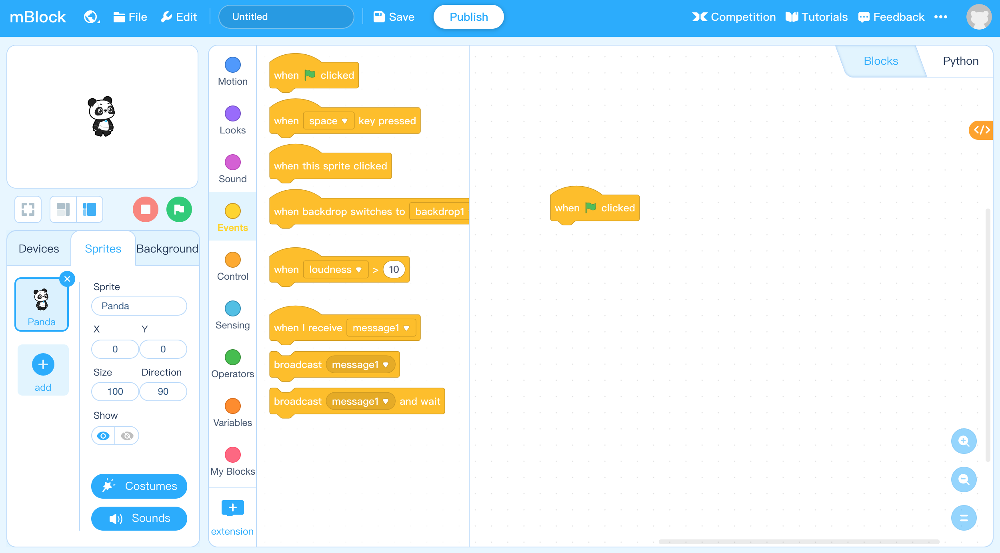 mBlock
File
Edit
Untitled
Save
Publish
Competition
Tutorials
Feedback
Devices
Sprites
Background
Panda
add
Sprite
Panda
X
Y
0
0
Size
Direction
100
90
Show
Costumes
Sounds
Motion
Looks
Sound
Events
Control
Sensing
Operators
Variables
My Blocks
extension
when clicked
when space key pressed
when this sprite clicked
when backdrop switches to backdrop1
when loudness > 10
when I receive message1
broadcast message1
broadcast message1 and wait
when clicked
Blocks
Python